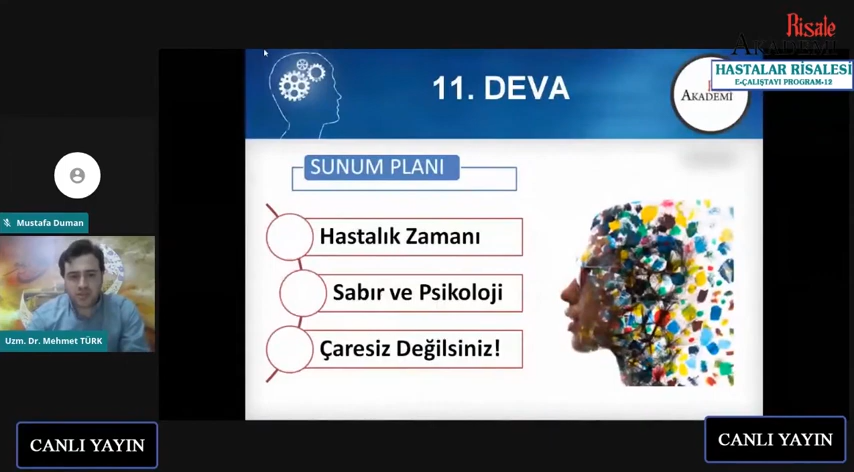 Risale
AKADEMİ
HASTALAR RİSALESİ
E-ÇALIŞTAYI PROGRAM-12
11. DEVA
AKADEMİ
SUNUM PLANI
Hastalık Zamanı
Sabır ve Psikoloji
Çaresiz Değilsiniz!
Mustafa Duman
Uzm. Dr. Mehmet TÜRK
CANLI YAYIN
CANLI YAYIN